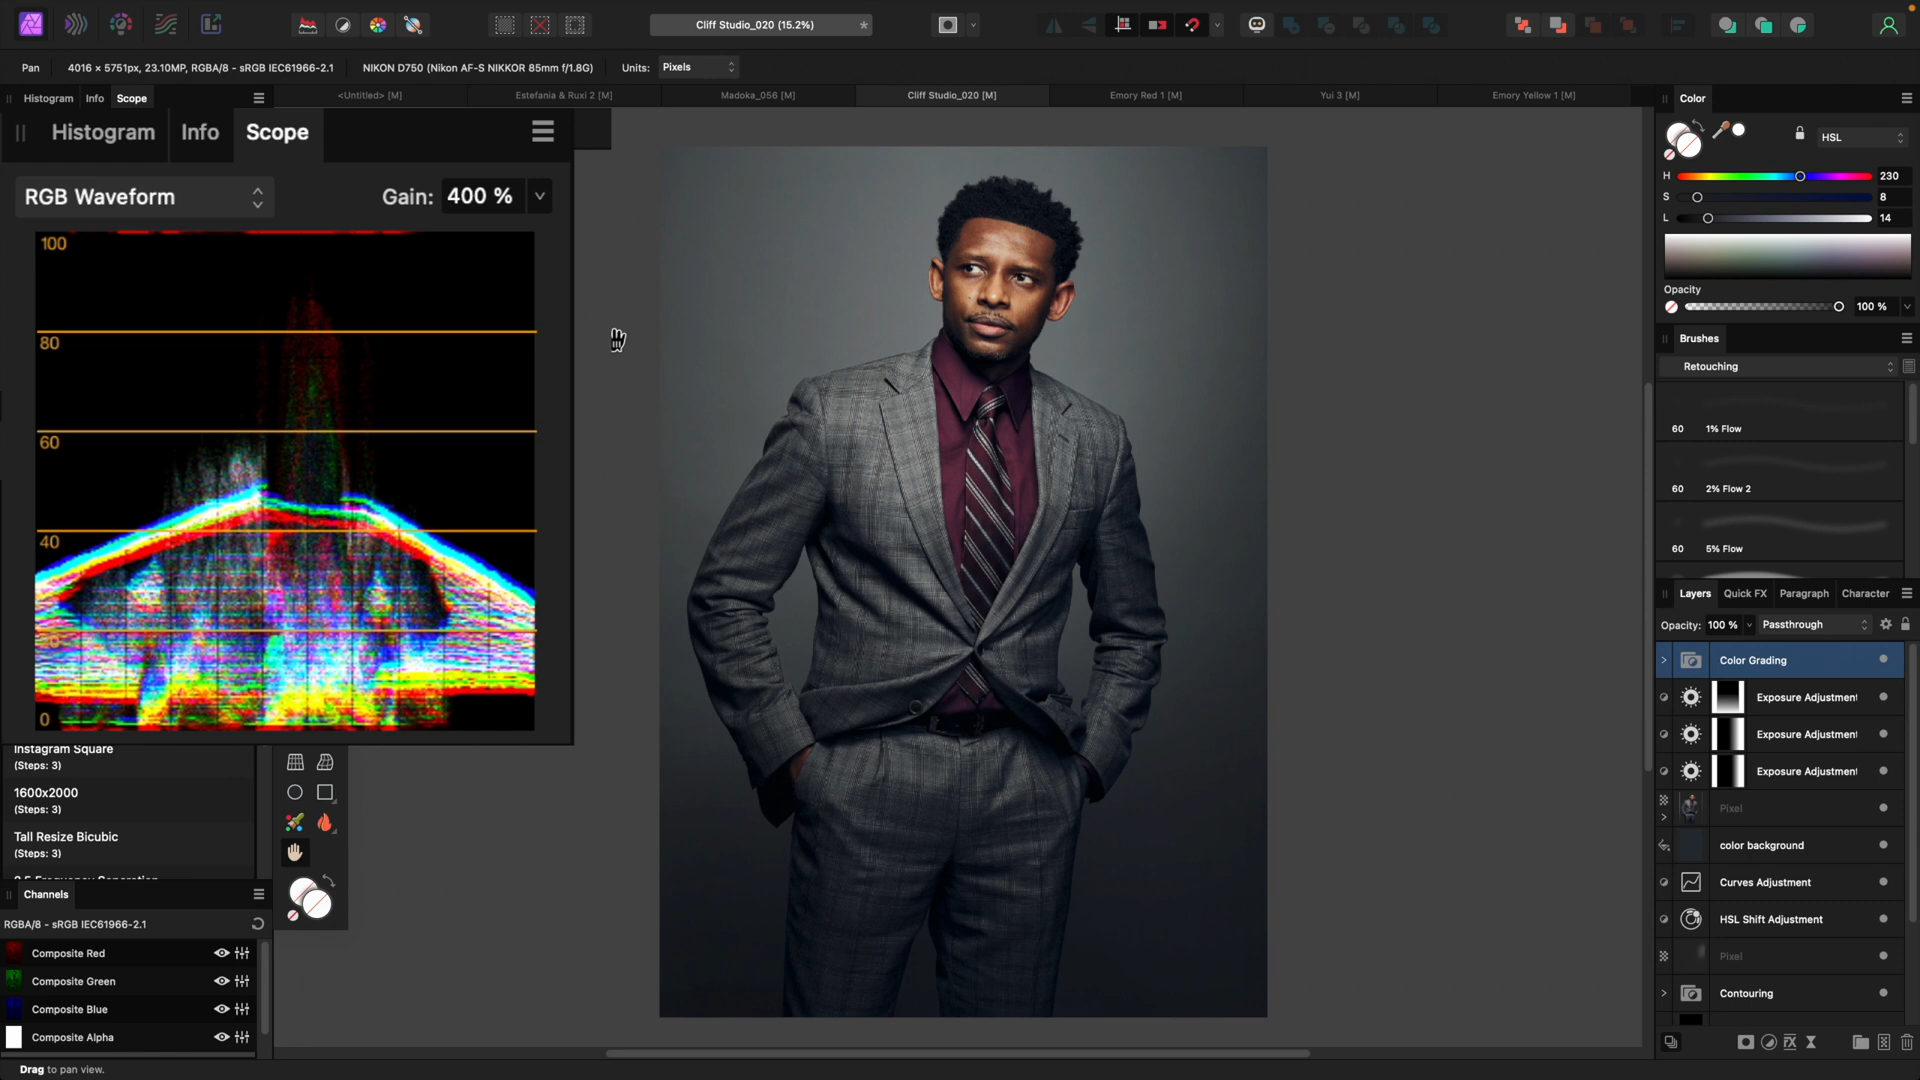 Cliff Studio_020 (15.2%)
Pan
4016 × 5751px, 23.10MP, RGBA/8 - sRGB IEC61966-2.1
NIKON D750 (Nikon AF-S NIKKOR 85mm f/1.8G)
Units:
Pixels
Histogram
Info
Scope
<Untitled> [M]
Estefania & Ruxi 2 [M]
Madoka_056 [M]
Cliff Studio_020 [M]
Emory Red 1 [M]
Yui 3 [M]
Emory Yellow 1 [M]
Histogram
Info
Scope
RGB Waveform
Gain:
400 %
100
80
60
40
0
Instagram Square
(Steps: 3)
1600x2000
(Steps: 3)
Tall Resize Bicubic
(Steps: 3)
Channels
RGBA/8 - sRGB IEC61966-2.1
Composite Red
Composite Green
Composite Blue
Composite Alpha
Drag to pan view.
Color
HSL
H
230
S
8
L
14
Opacity
100 %
Brushes
Retouching
60
1% Flow
60
2% Flow 2
60
5% Flow
Layers
Quick FX
Paragraph
Character
Opacity:
100 %
Passthrough
Color Grading
Exposure Adjustment
Exposure Adjustment
Exposure Adjustment
Pixel
color background
Curves Adjustment
HSL Shift Adjustment
Pixel
Contouring